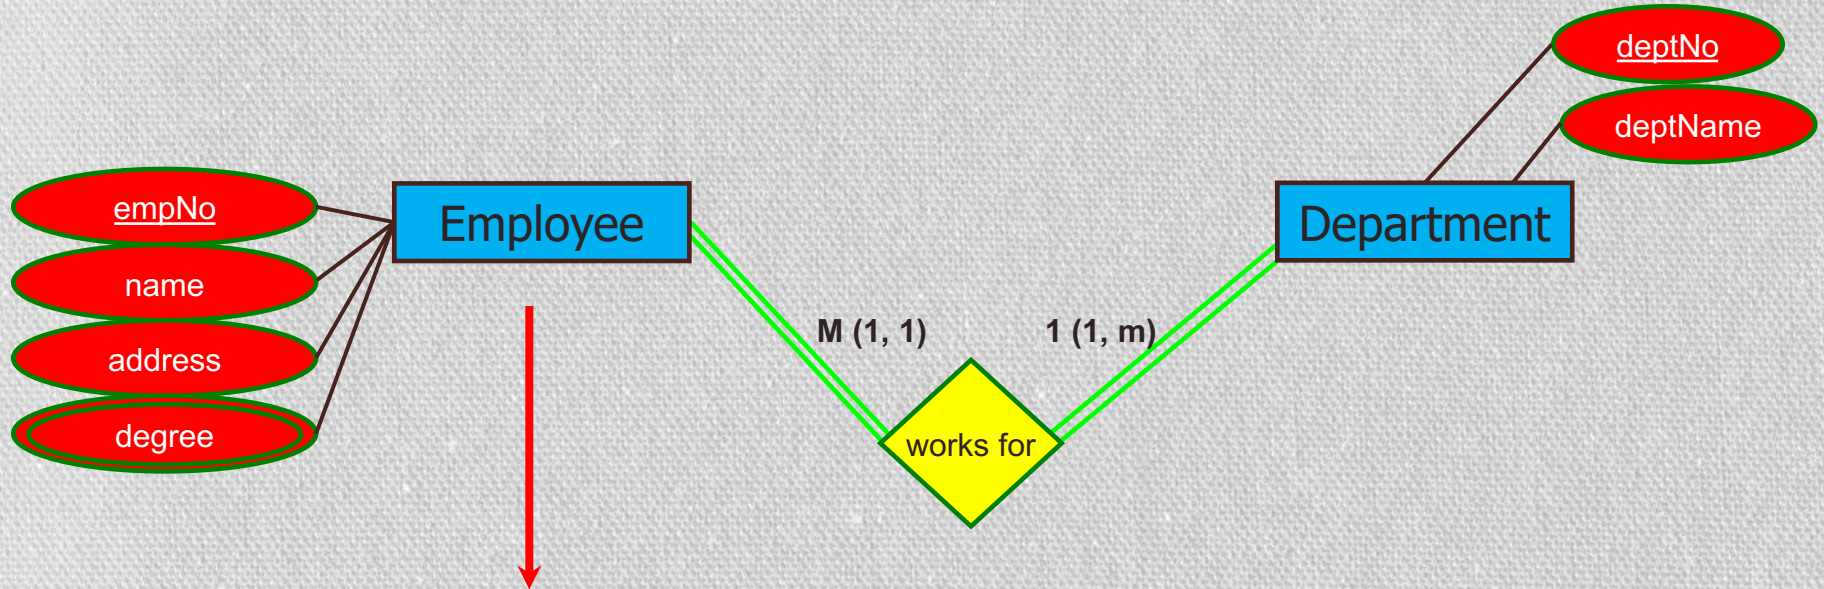 deptNo
deptName
empNo
Employee
Department
name
M (1, 1)
1 (1, m)
address
degree
works for